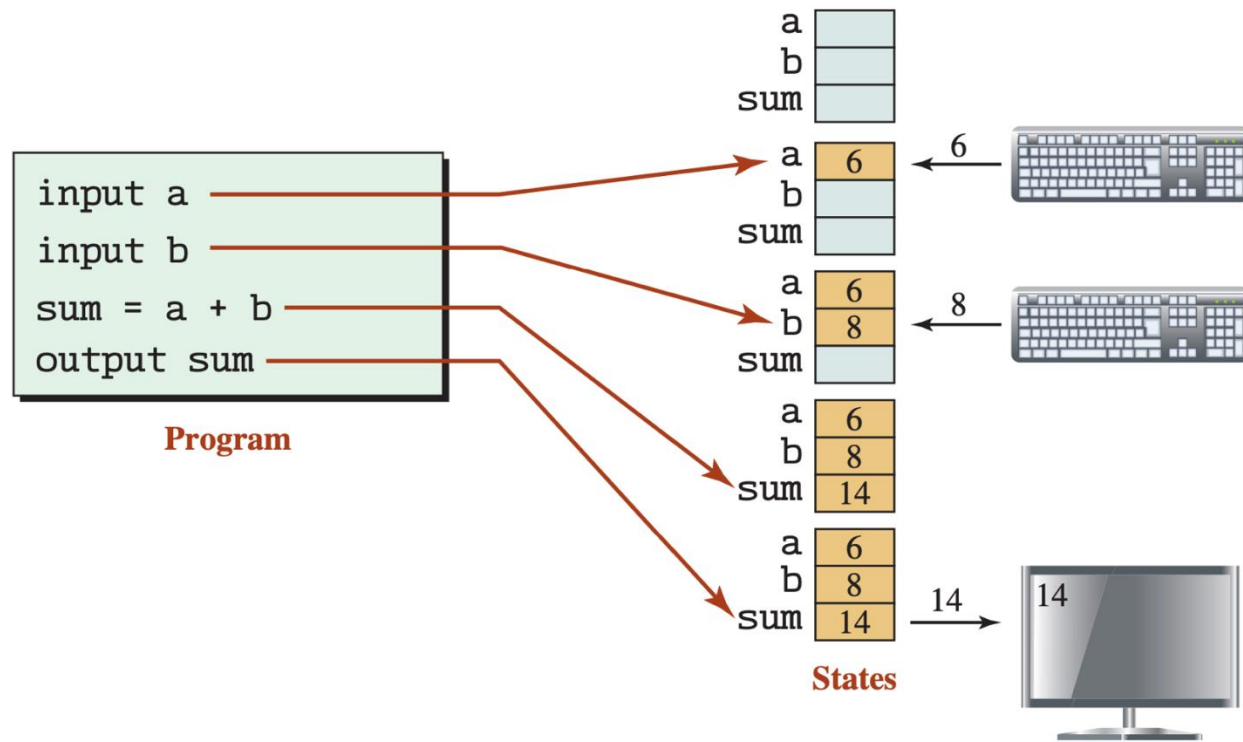 a
b
sum
input a
input b
sum = a + b
output sum
Program
a 6
b
sum
6
a 6
b 8
sum
8
a 6
b 8
sum 14
a 6
b 8
sum 14
14
14
States